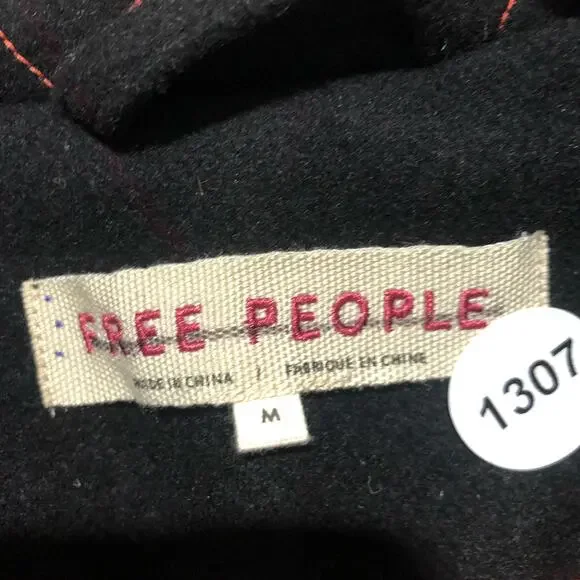 FREE PEOPLE
MADE IN CHINA | FABRIQUE EN CHINE
M
1307